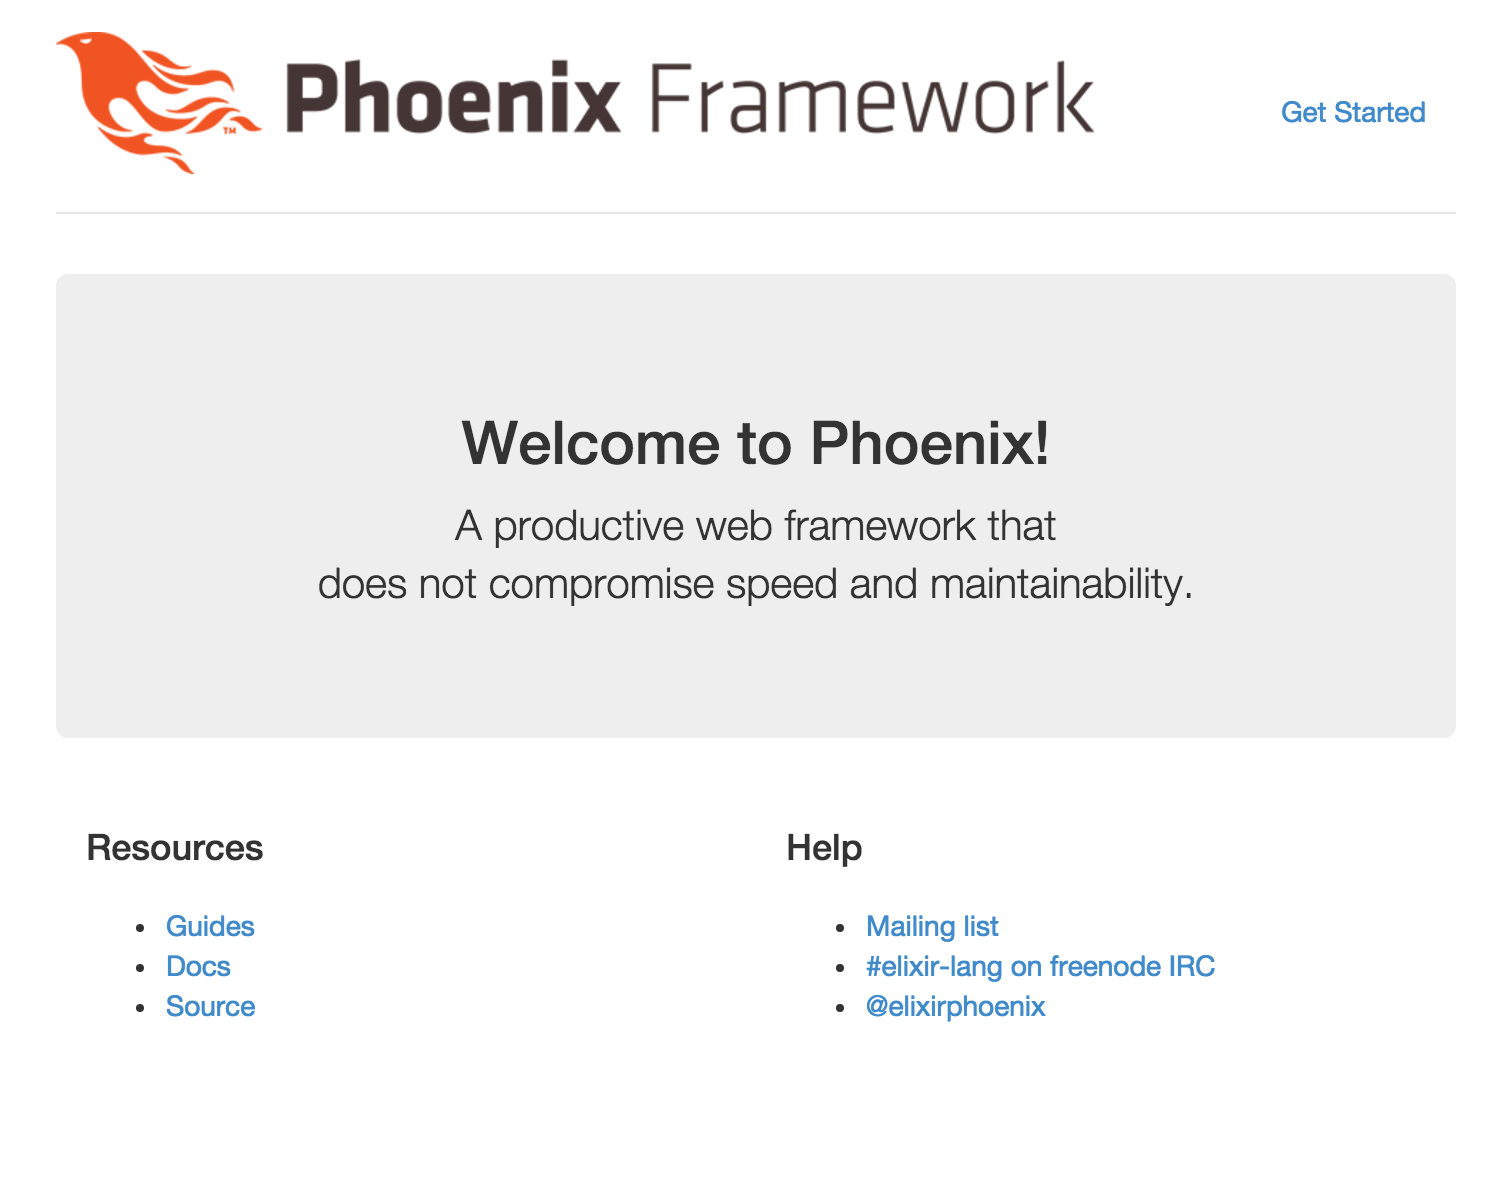 Phoenix Framework
TM
Get Started
Welcome to Phoenix!
A productive web framework that
does not compromise speed and maintainability.
Resources
Guides
Docs
Source
Help
Mailing list
#elixir-lang on freenode IRC
@elixirphoenix